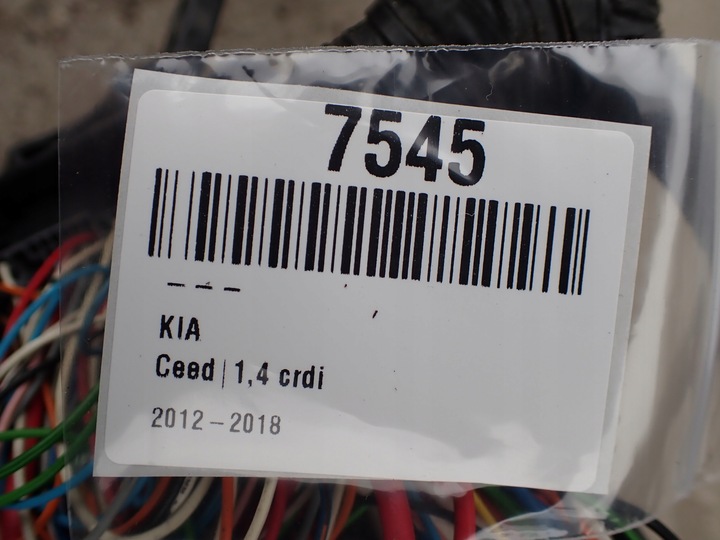 7545
– – –
KIA
Ceed | 1,4 crdi
2012 – 2018